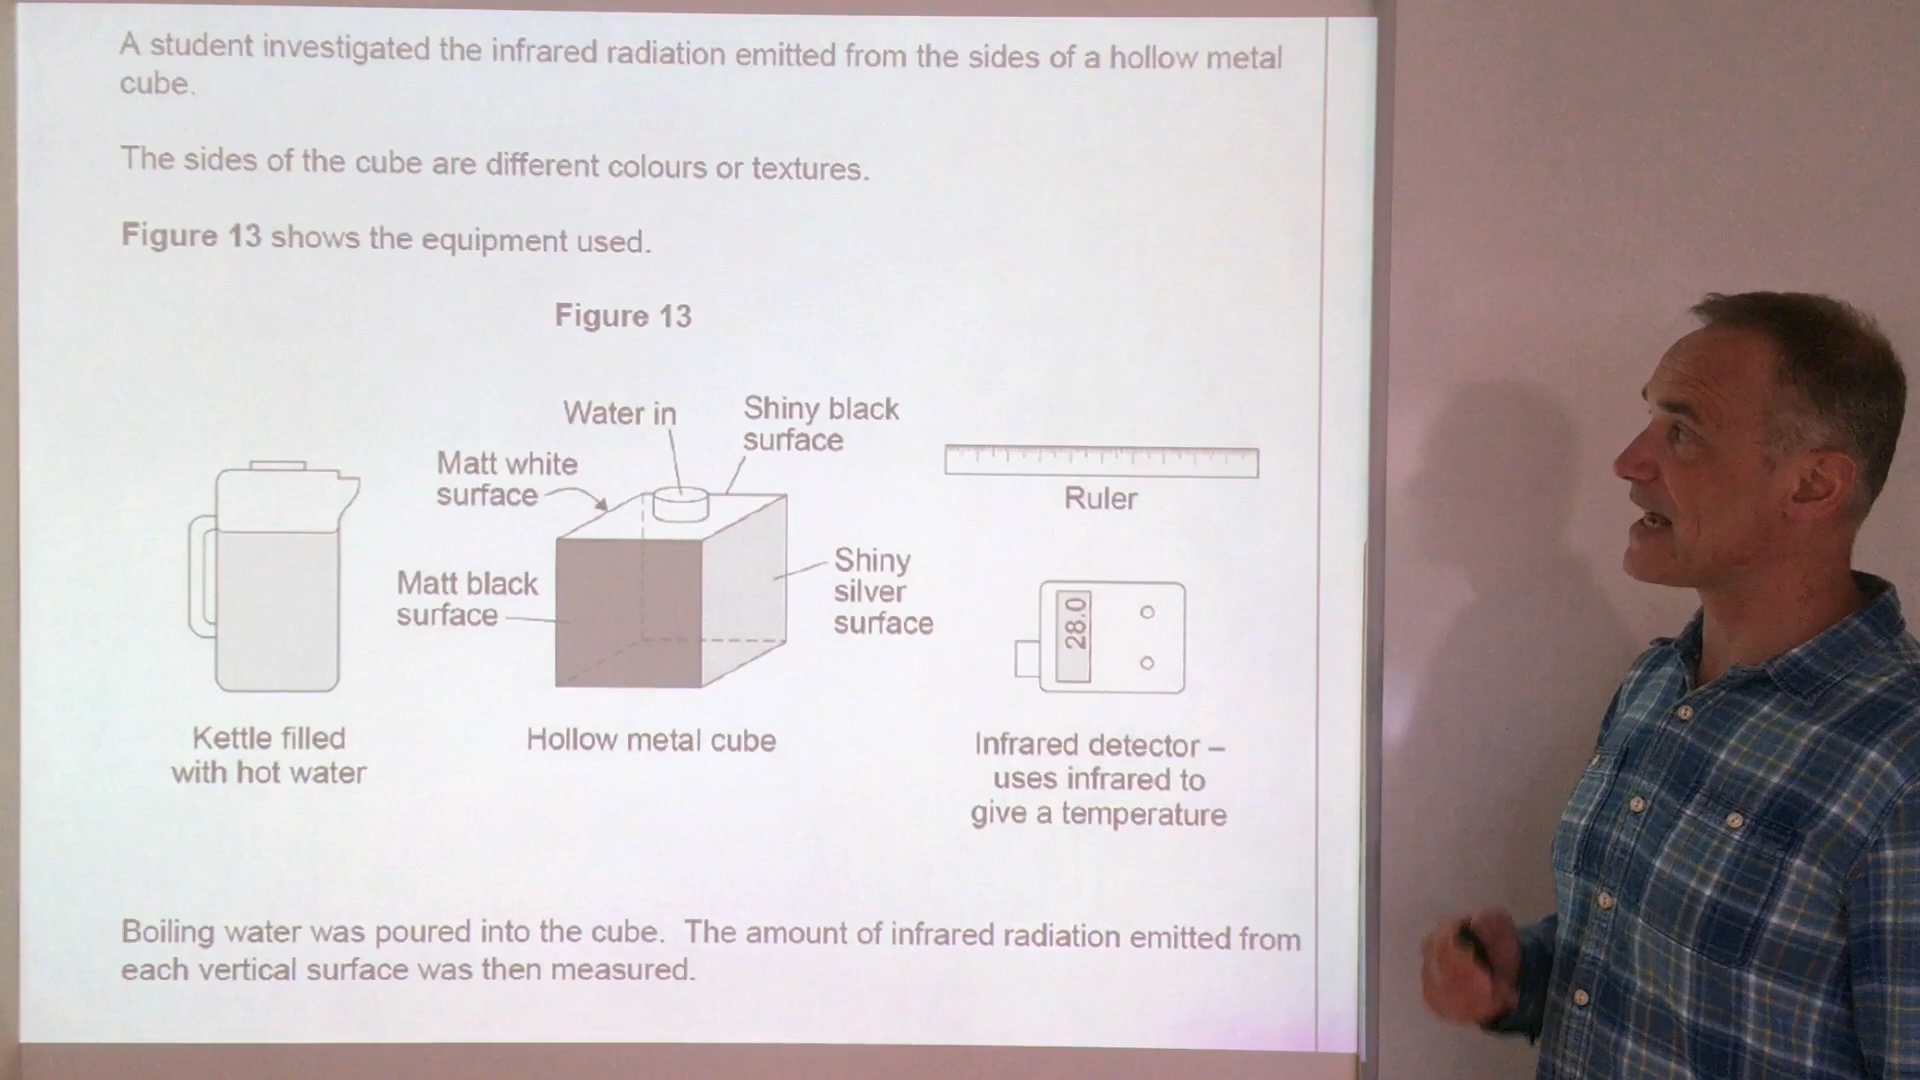 A student investigated the infrared radiation emitted from the sides of a hollow metal
cube.
The sides of the cube are different colours or textures.
Figure 13 shows the equipment used.
Figure 13
Water in
Shiny black
surface
Matt white
surface
Ruler
Matt black
surface
Shiny
silver
surface
28.0
Kettle filled
with hot water
Hollow metal cube
Infrared detector –
uses infrared to
give a temperature
Boiling water was poured into the cube. The amount of infrared radiation emitted from
each vertical surface was then measured.